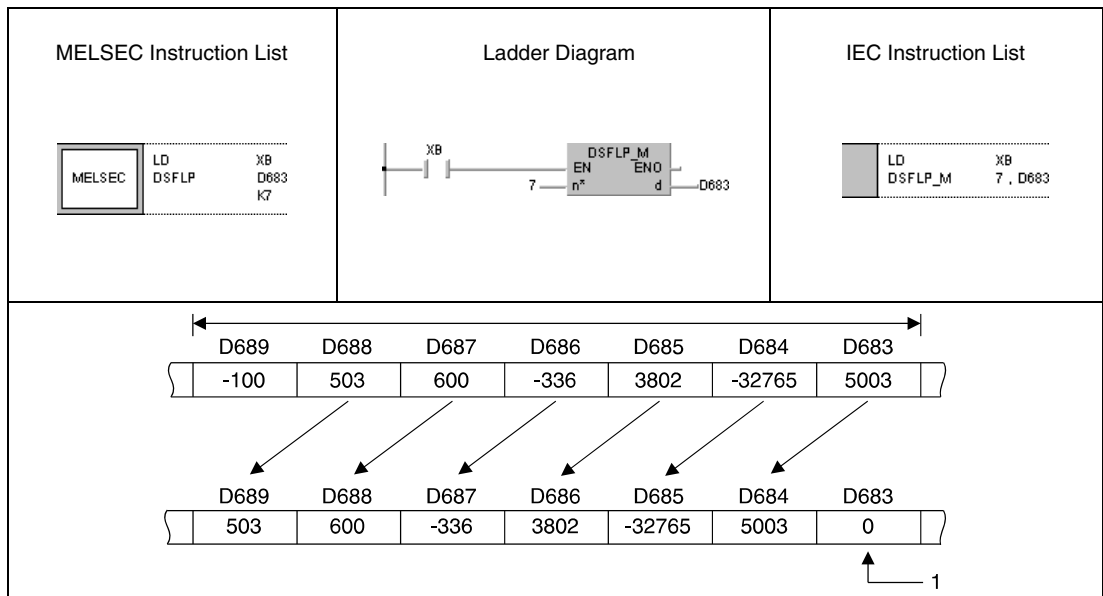 MELSEC Instruction List
Ladder Diagram
IEC Instruction List
MELSEC
LD XB
DSFLP D683
K7
XB
DSFLP_M
EN ENO
7 n* d D683
LD XB
DSFLP_M 7 , D683
D689 D688 D687 D686 D685 D684 D683
-100 503 600 -336 3802 -32765 5003
D689 D688 D687 D686 D685 D684 D683
503 600 -336 3802 -32765 5003 0
1